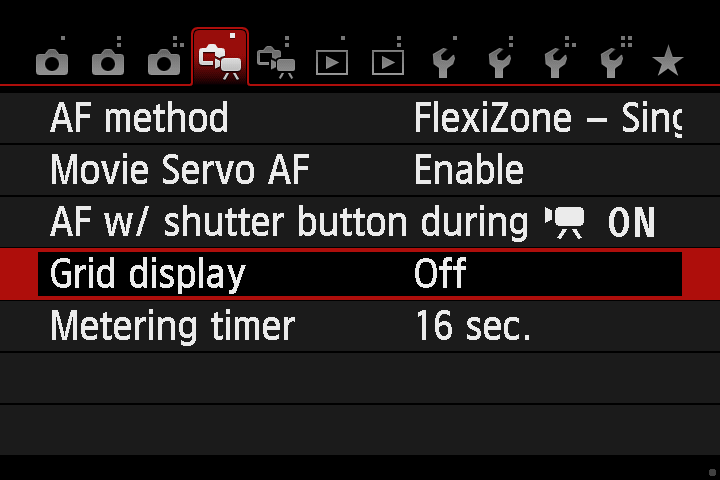 AF method FlexiZone – Sing
Movie Servo AF Enable
AF w/ shutter button during ON
Grid display Off
Metering timer 16 sec.